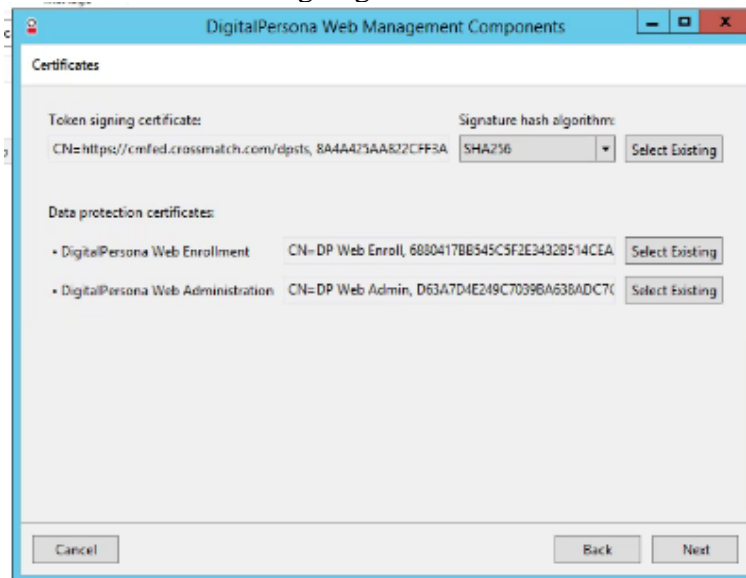 DigitalPersona Web Management Components
Certificates
Token signing certificate:
Signature hash algorithm:
CN=https://cmfed.crossmatch.com/dpsts, 8A4A425AA822CFF3A
SHA256
Select Existing
Data protection certificates:
• DigitalPersona Web Enrollment
CN=DP Web Enroll, 6880417BB545C5F2E3432B514CEA
Select Existing
• DigitalPersona Web Administration
CN=DP Web Admin, D63A7D4E249C7039BA638ADC7C
Select Existing
Cancel
Back
Next